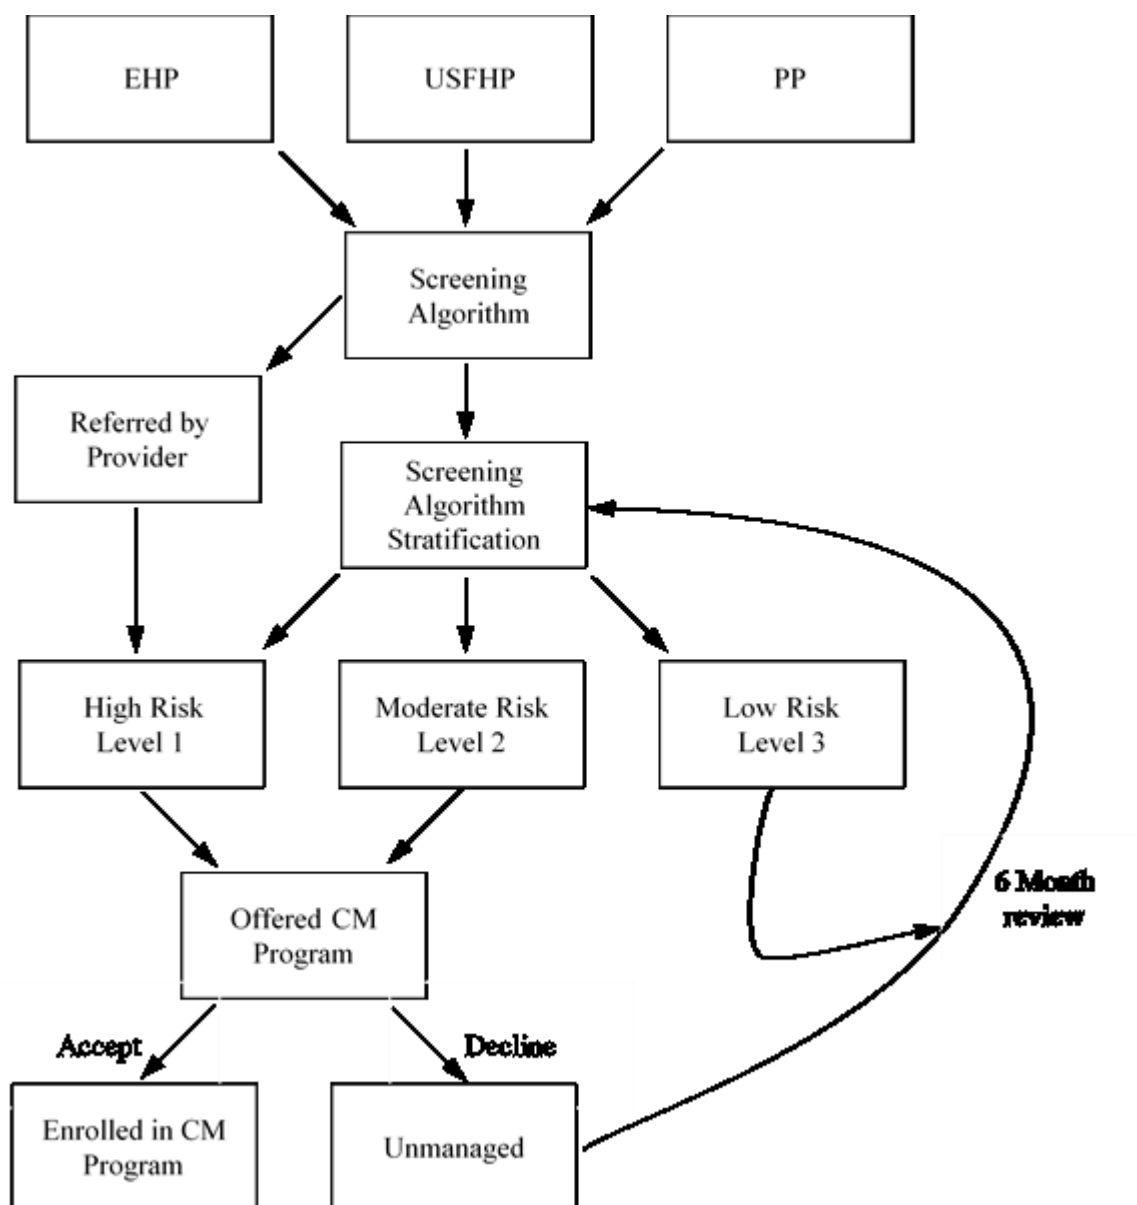 EHP
USFHP
PP
Screening
Algorithm
Referred by
Provider
Screening
Algorithm
Stratification
High Risk
Level 1
Moderate Risk
Level 2
Low Risk
Level 3
6 Month
review
Offered CM
Program
Accept
Decline
Enrolled in CM
Program
Unmanaged